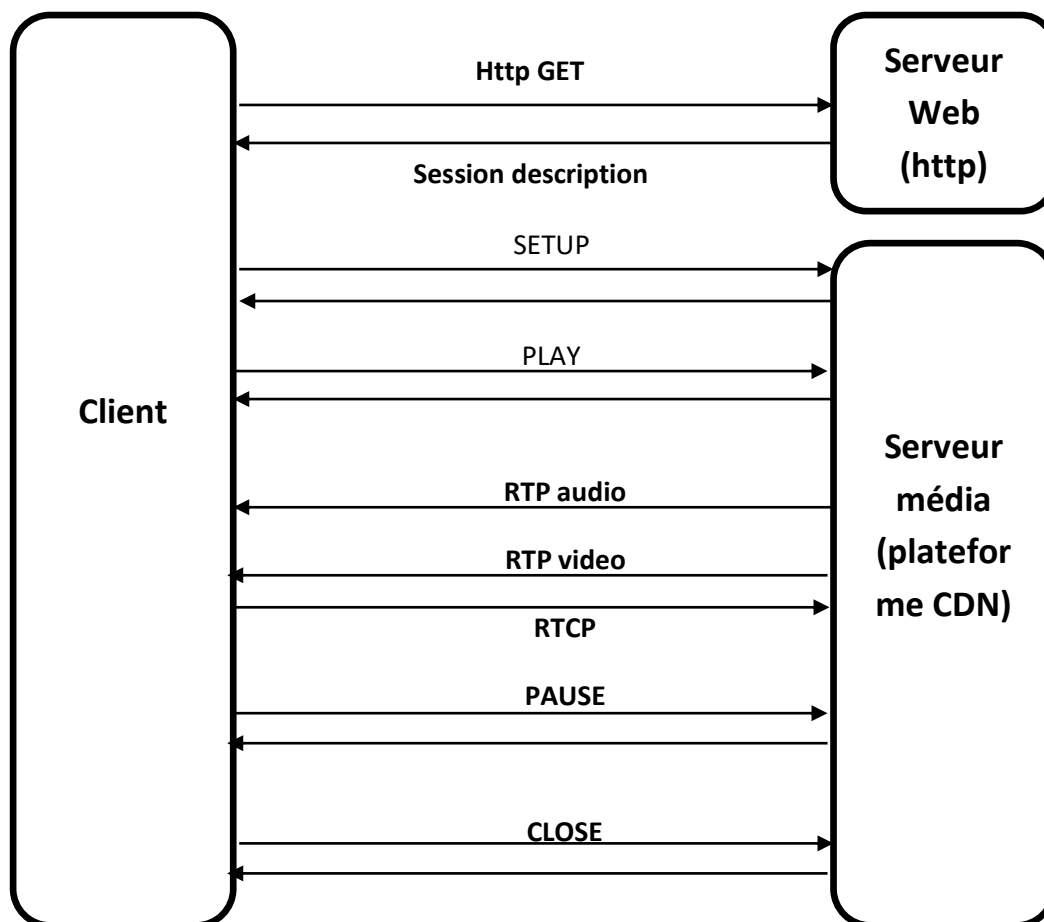 Http GET
Serveur
Web
(http)
Session description
SETUP
PLAY
Client
Serveur
média
(platefor
me CDN)
RTP audio
RTP video
RTCP
PAUSE
CLOSE